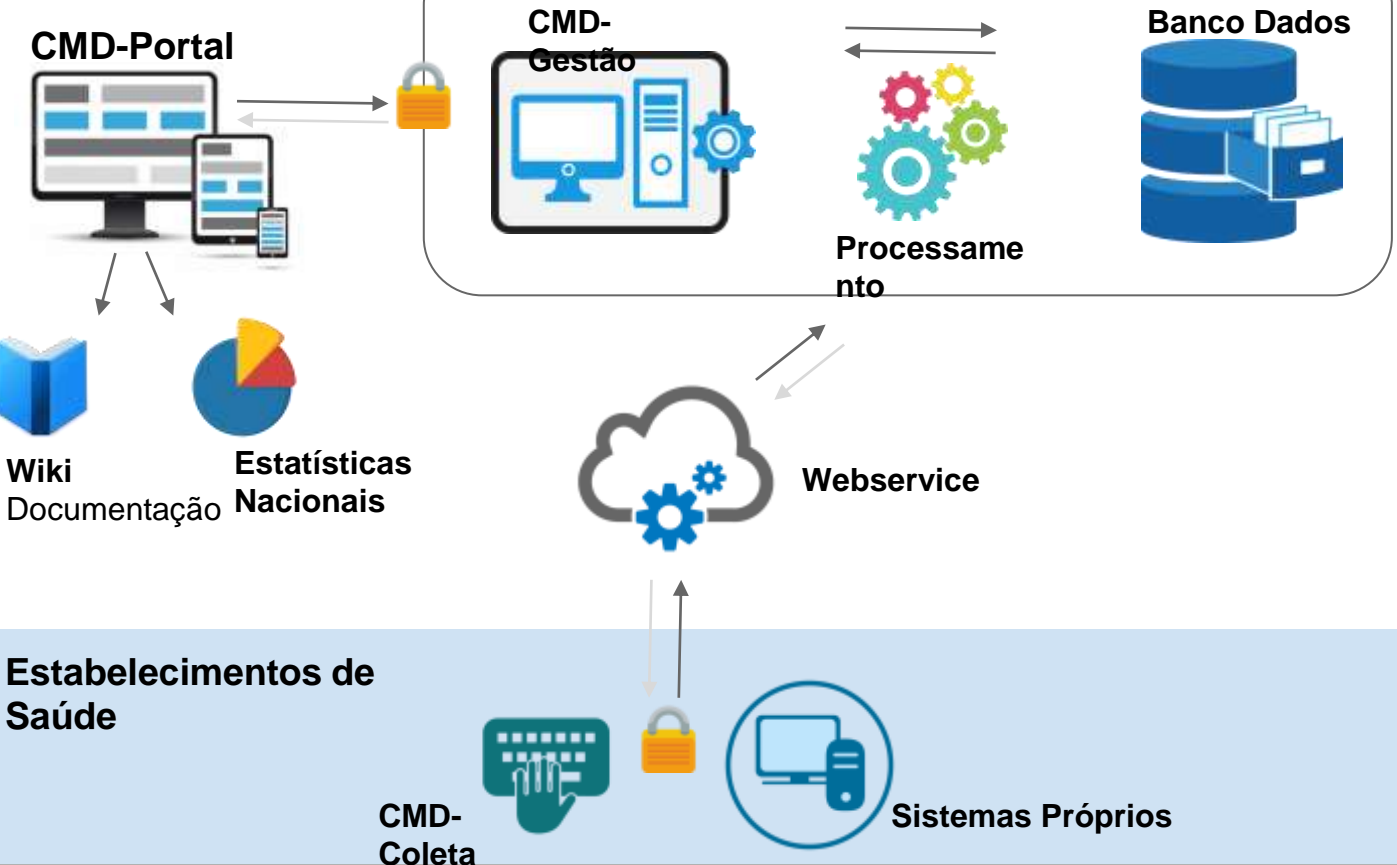 CMD-Portal
CMD-
Gestão
Banco Dados
Processame
nto
Wiki
Documentação
Estatísticas
Nacionais
Webservice
Estabelecimentos de
Saúde
CMD-
Coleta
Sistemas Próprios